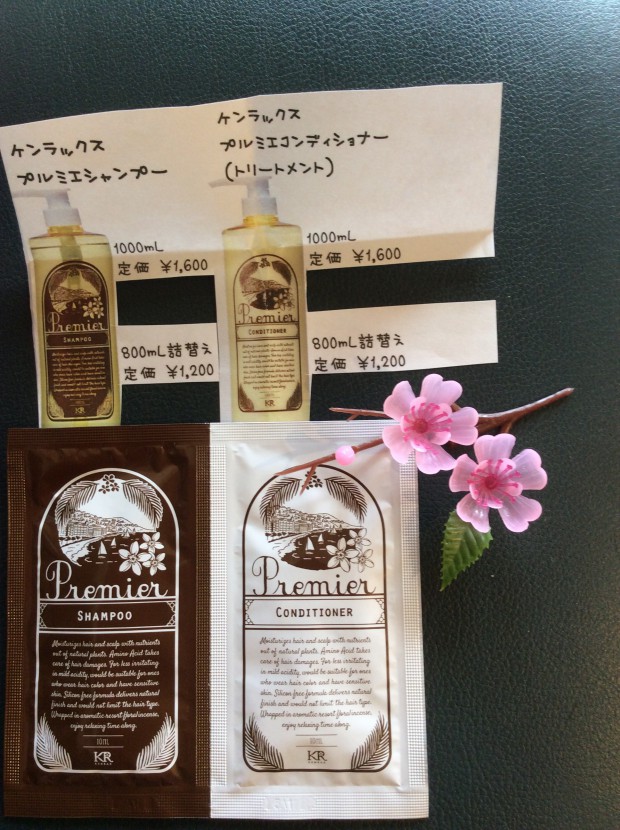 ケンラックス
プルミエシャンプー
1000mL
定価 ¥1,600
800mL詰替え
定価 ¥1,200
ケンラックス
プルミエコンディショナー
(トリートメント)
1000mL
定価 ¥1,600
800mL詰替え
定価 ¥1,200
Premier
SHAMPOO
KR
Premier
CONDITIONER
KR
Premier
SHAMPOO
Moisturizes hair and scalp with nutrients
out of natural plants. Amino Acid takes
care of hair damages. For less irritating
in mild acidity, would be suitable for ones
who wear hair color and have sensitive
skin. Silicon free formula delivers natural
finish and would not limit the hair type.
Wrapped in aromatic resort floral incense,
enjoy relaxing time along.
10ML
KR
Premier
CONDITIONER
Moisturizes hair and scalp with nutrients
out of natural plants. Amino Acid takes
care of hair damages. For less irritating
in mild acidity, would be suitable for ones
who wear hair color and have sensitive
skin. Silicon free formula delivers natural
finish and would not limit the hair type.
Wrapped in aromatic resort floral incense,
enjoy relaxing time along.
KR